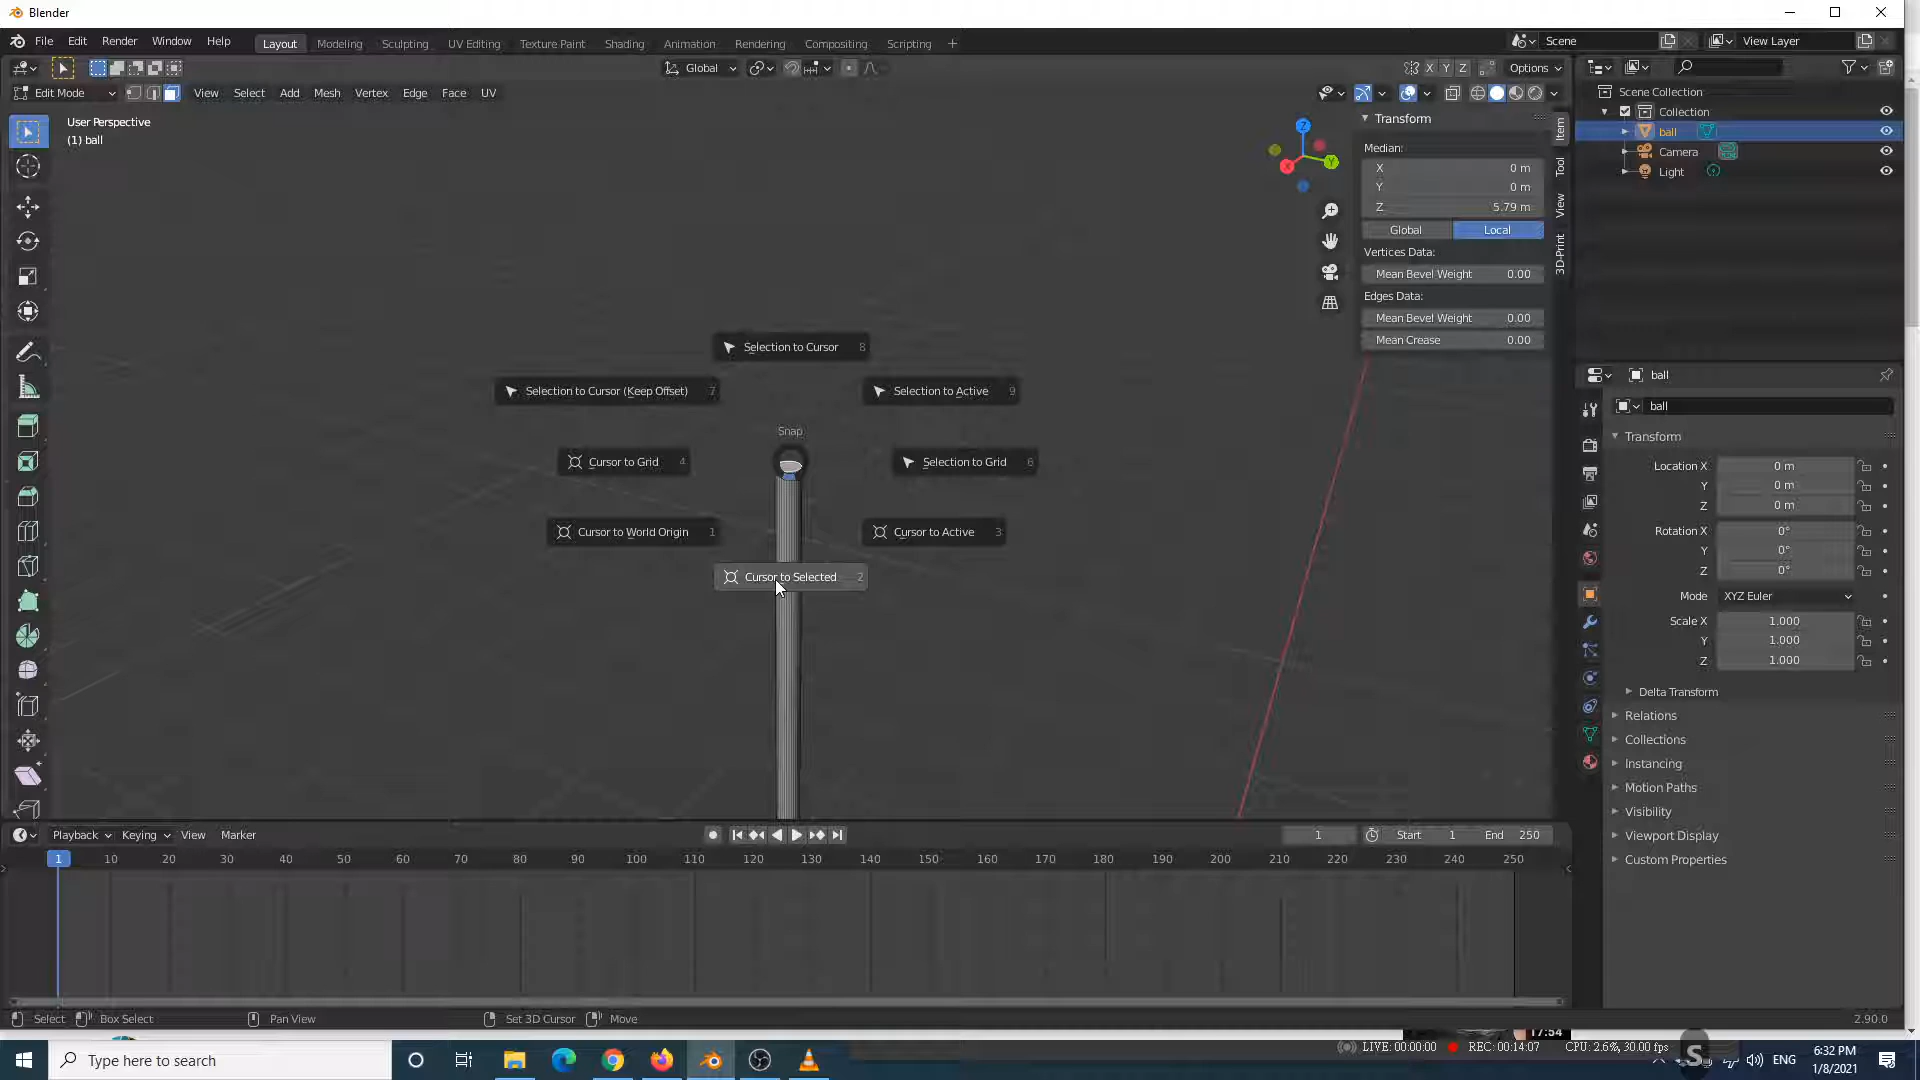 Blender
File Edit Render Window Help
Layout Modeling Sculpting UV Editing Texture Paint Shading Animation Rendering Compositing Scripting +
Scene
View Layer
Global
X Y Z
Options
Edit Mode
View Select Add Mesh Vertex Edge Face UV
User Perspective
(1) ball
Z
Y
X
Transform
Median:
X 0 m
Y 0 m
Z 5.79 m
Global Local
Vertices Data:
Mean Bevel Weight 0.00
Edges Data:
Mean Bevel Weight 0.00
Mean Crease 0.00
Item
Tool
View
3D-Print
Scene Collection
Collection
ball
Camera
Light
Selection to Cursor 8
Selection to Cursor (Keep Offset) 7
Selection to Active 9
Snap
Cursor to Grid 4
Selection to Grid 6
Cursor to World Origin 1
Cursor to Active 3
Cursor to Selected 2
ball
ball
Transform
Location X 0 m
Y 0 m
Z 0 m
Rotation X 0°
Y 0°
Z 0°
Mode XYZ Euler
Scale X 1.000
Y 1.000
Z 1.000
Delta Transform
Relations
Collections
Instancing
Motion Paths
Visibility
Viewport Display
Custom Properties
Playback Keying View Marker
1 Start 1 End 250
1 10 20 30 40 50 60 70 80 90 100 110 120 130 140 150 160 170 180 190 200 210 220 230 240 250
Select Box Select Pan View Set 3D Cursor Move
2.90.0
17:54
Type here to search
LIVE: 00:00:00 REC: 00:14:07 CPU: 2.6%, 30.00 fps
S
ENG
6:32 PM
1/8/2021